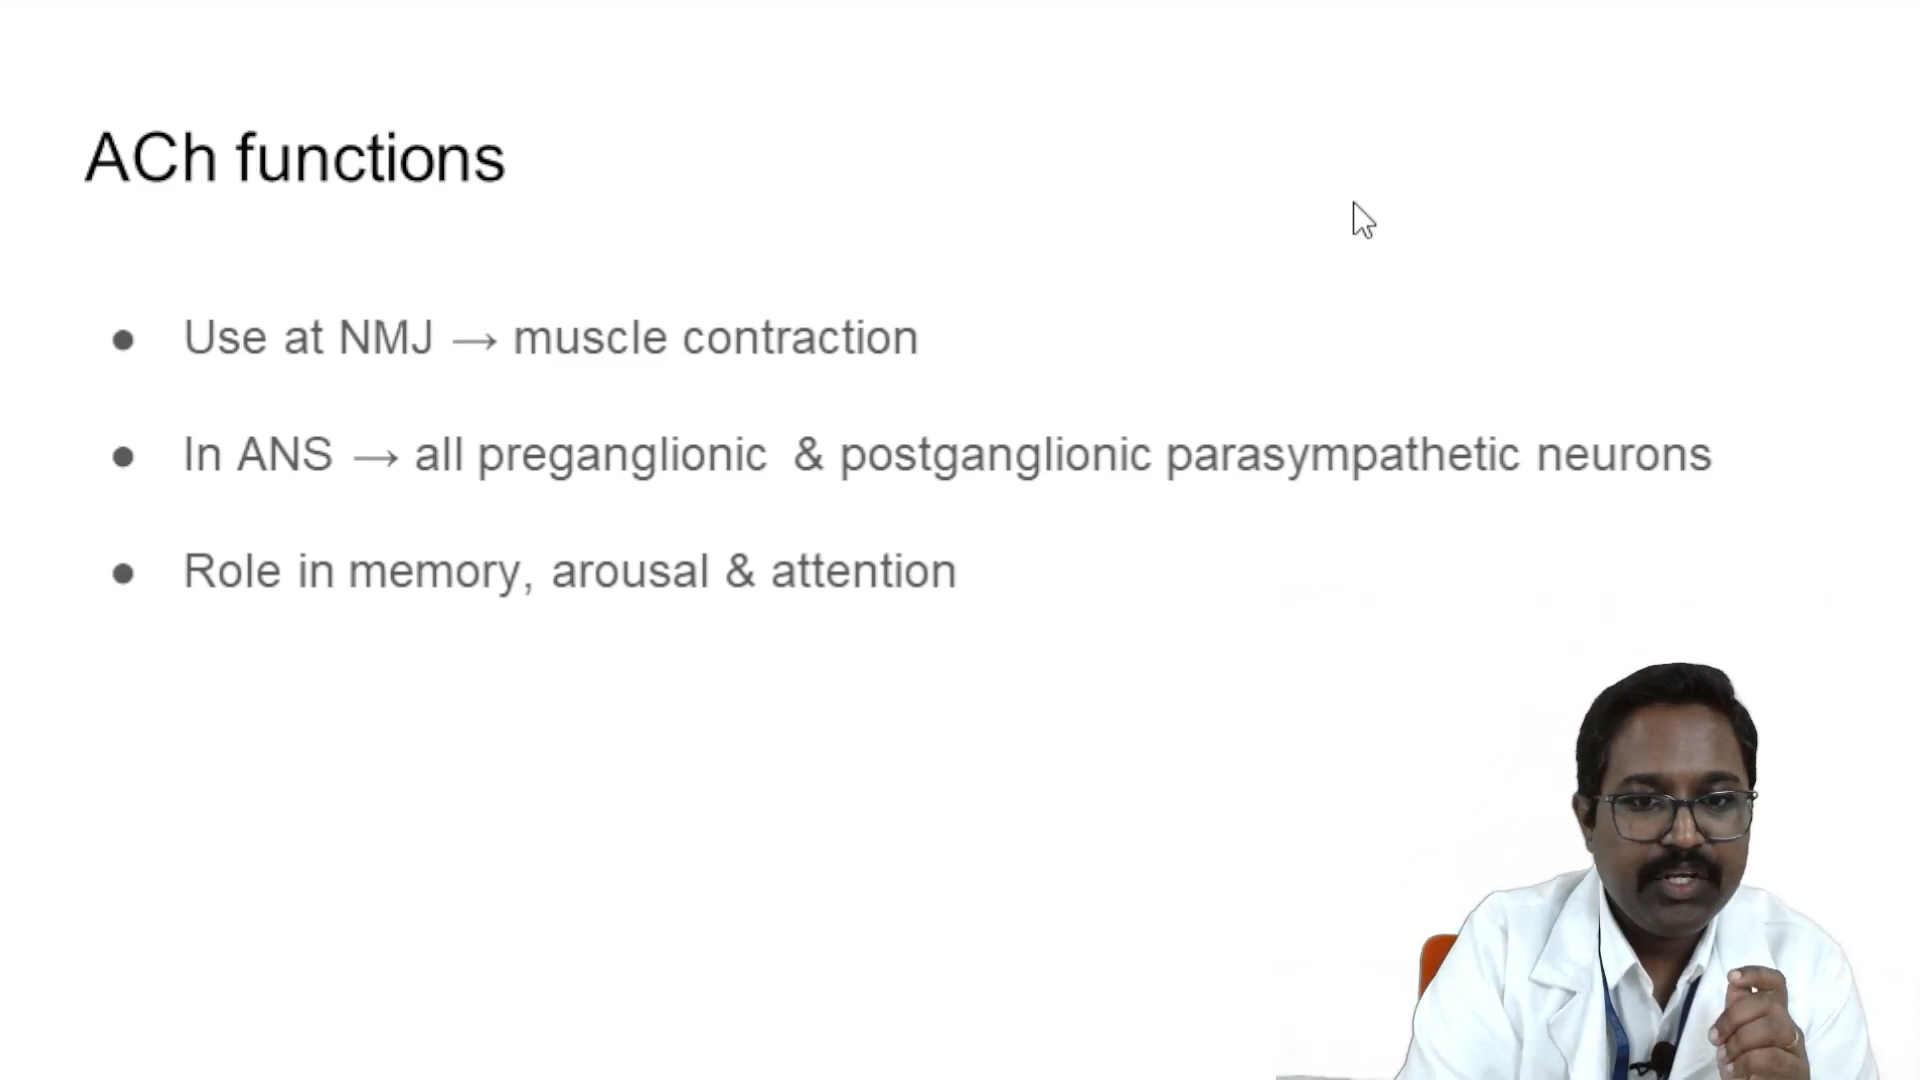 ACh functions
● Use at NMJ → muscle contraction
● In ANS → all preganglionic & postganglionic parasympathetic neurons
● Role in memory, arousal & attention